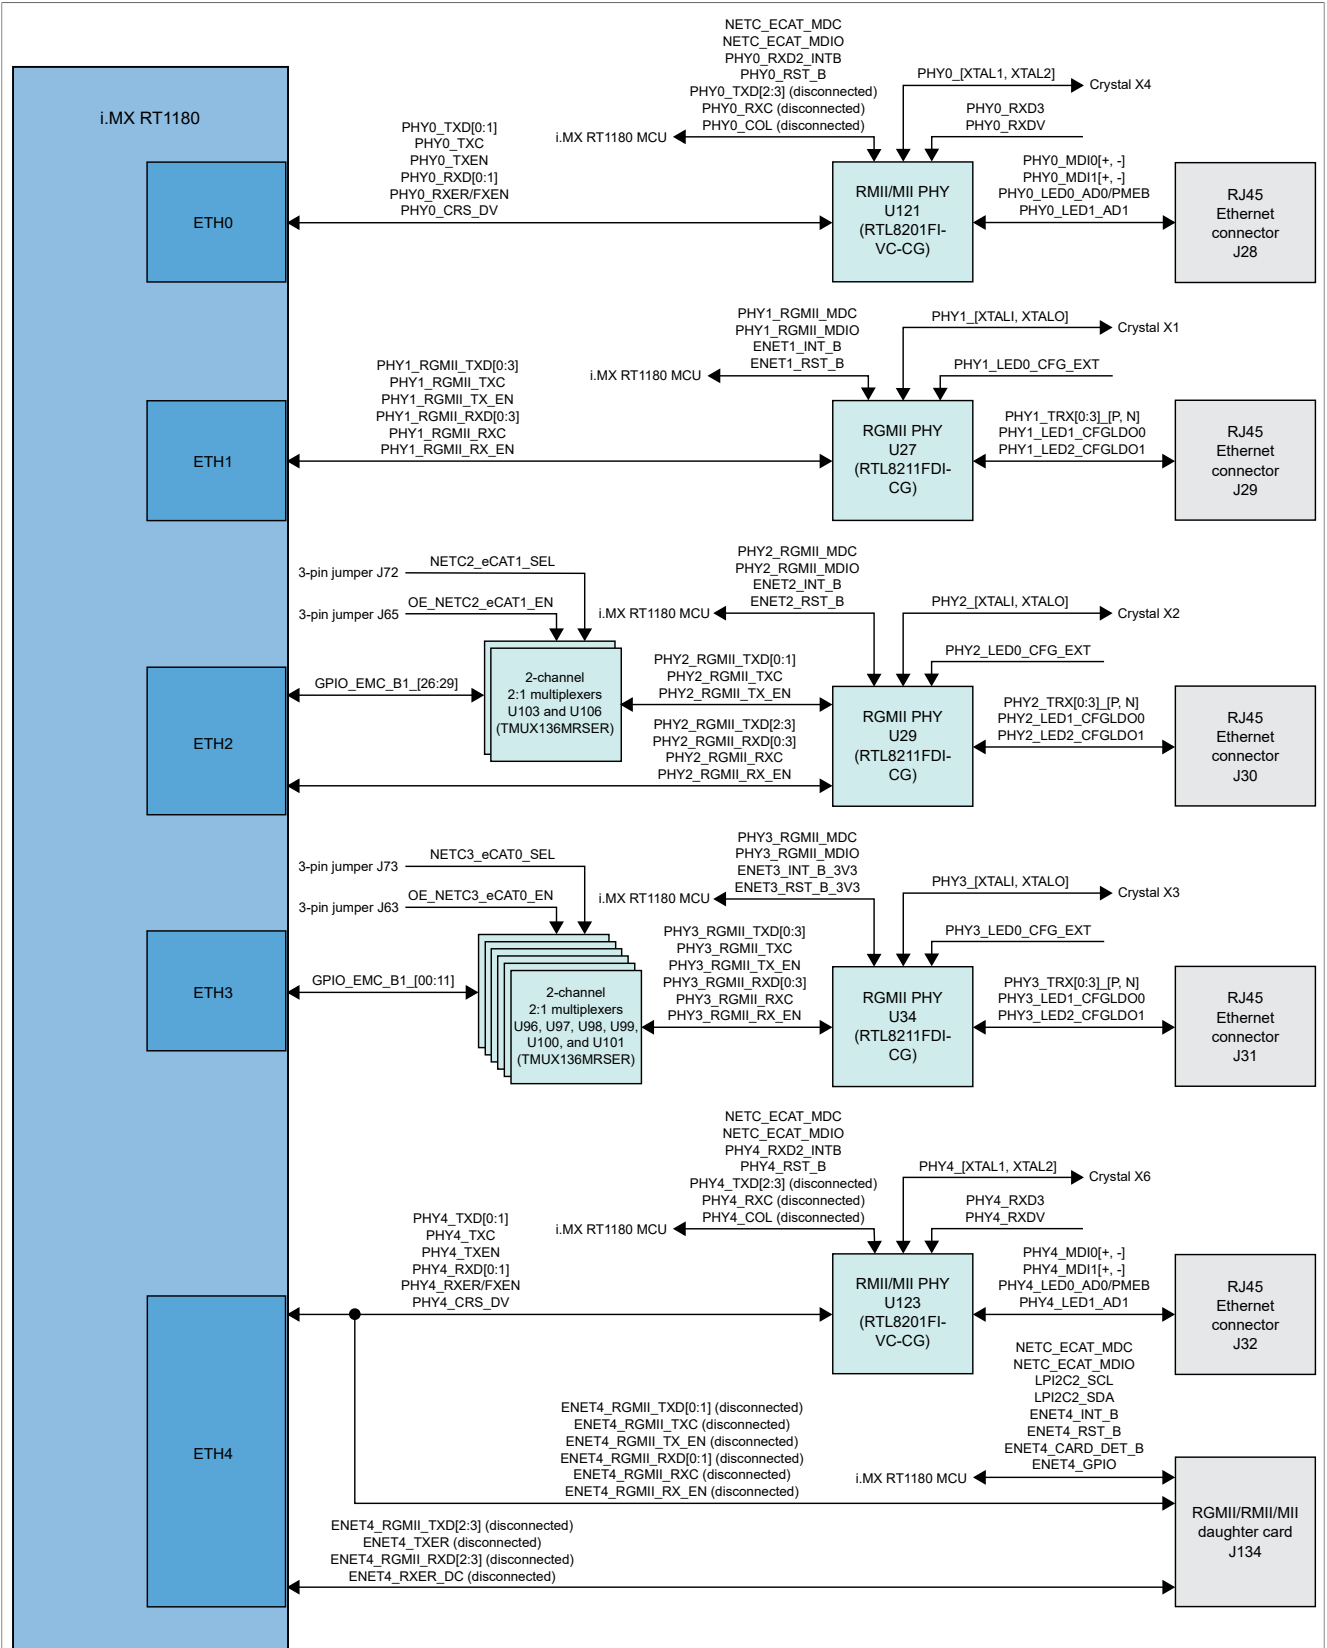 i.MX RT1180
NETC_ECAT_MDC
NETC_ECAT_MDIO
PHY0_RXD2_INTB
PHY0_RST_B
PHY0_TXD[2:3] (disconnected)
PHY0_RXC (disconnected)
PHY0_COL (disconnected)
i.MX RT1180 MCU
PHY0_[XTAL1, XTAL2]
Crystal X4
PHY0_RXD3
PHY0_RXDV
PHY0_TXD[0:1]
PHY0_TXC
PHY0_TXEN
PHY0_RXD[0:1]
PHY0_RXER/FXEN
PHY0_CRS_DV
ETH0
RMII/MII PHY
U121
(RTL8201FI-
VC-CG)
PHY0_MDI0[+, -]
PHY0_MDI1[+, -]
PHY0_LED0_AD0/PMEB
PHY0_LED1_AD1
RJ45
Ethernet
connector
J28
PHY1_RGMII_MDC
PHY1_RGMII_MDIO
ENET1_INT_B
ENET1_RST_B
i.MX RT1180 MCU
PHY1_[XTALI, XTALO]
Crystal X1
PHY1_LED0_CFG_EXT
PHY1_RGMII_TXD[0:3]
PHY1_RGMII_TXC
PHY1_RGMII_TX_EN
PHY1_RGMII_RXD[0:3]
PHY1_RGMII_RXC
PHY1_RGMII_RX_EN
ETH1
RGMII PHY
U27
(RTL8211FDI-
CG)
PHY1_TRX[0:3]_[P, N]
PHY1_LED1_CFGLDO0
PHY1_LED2_CFGLDO1
RJ45
Ethernet
connector
J29
3-pin jumper J72
NETC2_eCAT1_SEL
3-pin jumper J65
OE_NETC2_eCAT1_EN
PHY2_RGMII_MDC
PHY2_RGMII_MDIO
ENET2_INT_B
ENET2_RST_B
i.MX RT1180 MCU
PHY2_[XTALI, XTALO]
Crystal X2
PHY2_LED0_CFG_EXT
ETH2
GPIO_EMC_B1_[26:29]
2-channel
2:1 multiplexers
U103 and U106
(TMUX136MRSER)
PHY2_RGMII_TXD[0:1]
PHY2_RGMII_TXC
PHY2_RGMII_TX_EN
PHY2_RGMII_TXD[2:3]
PHY2_RGMII_RXD[0:3]
PHY2_RGMII_RXC
PHY2_RGMII_RX_EN
RGMII PHY
U29
(RTL8211FDI-
CG)
PHY2_TRX[0:3]_[P, N]
PHY2_LED1_CFGLDO0
PHY2_LED2_CFGLDO1
RJ45
Ethernet
connector
J30
3-pin jumper J73
NETC3_eCAT0_SEL
3-pin jumper J63
OE_NETC3_eCAT0_EN
PHY3_RGMII_MDC
PHY3_RGMII_MDIO
ENET3_INT_B_3V3
ENET3_RST_B_3V3
i.MX RT1180 MCU
PHY3_[XTALI, XTALO]
Crystal X3
PHY3_LED0_CFG_EXT
ETH3
GPIO_EMC_B1_[00:11]
2-channel
2:1 multiplexers
U96, U97, U98, U99,
U100, and U101
(TMUX136MRSER)
PHY3_RGMII_TXD[0:3]
PHY3_RGMII_TXC
PHY3_RGMII_TX_EN
PHY3_RGMII_RXD[0:3]
PHY3_RGMII_RXC
PHY3_RGMII_RX_EN
RGMII PHY
U34
(RTL8211FDI-
CG)
PHY3_TRX[0:3]_[P, N]
PHY3_LED1_CFGLDO0
PHY3_LED2_CFGLDO1
RJ45
Ethernet
connector
J31
NETC_ECAT_MDC
NETC_ECAT_MDIO
PHY4_RXD2_INTB
PHY4_RST_B
PHY4_TXD[2:3] (disconnected)
PHY4_RXC (disconnected)
PHY4_COL (disconnected)
i.MX RT1180 MCU
PHY4_[XTAL1, XTAL2]
Crystal X6
PHY4_RXD3
PHY4_RXDV
PHY4_TXD[0:1]
PHY4_TXC
PHY4_TXEN
PHY4_RXD[0:1]
PHY4_RXER/FXEN
PHY4_CRS_DV
RMII/MII PHY
U123
(RTL8201FI-
VC-CG)
PHY4_MDI0[+, -]
PHY4_MDI1[+, -]
PHY4_LED0_AD0/PMEB
PHY4_LED1_AD1
RJ45
Ethernet
connector
J32
ETH4
ENET4_RGMII_TXD[0:1] (disconnected)
ENET4_RGMII_TXC (disconnected)
ENET4_RGMII_TX_EN (disconnected)
ENET4_RGMII_RXD[0:1] (disconnected)
ENET4_RGMII_RXC (disconnected)
ENET4_RGMII_RX_EN (disconnected)
NETC_ECAT_MDC
NETC_ECAT_MDIO
LPI2C2_SCL
LPI2C2_SDA
ENET4_INT_B
ENET4_RST_B
ENET4_CARD_DET_B
ENET4_GPIO
i.MX RT1180 MCU
ENET4_RGMII_TXD[2:3] (disconnected)
ENET4_TXER (disconnected)
ENET4_RGMII_RXD[2:3] (disconnected)
ENET4_RXER_DC (disconnected)
RGMII/RMII/MII
daughter card
J134